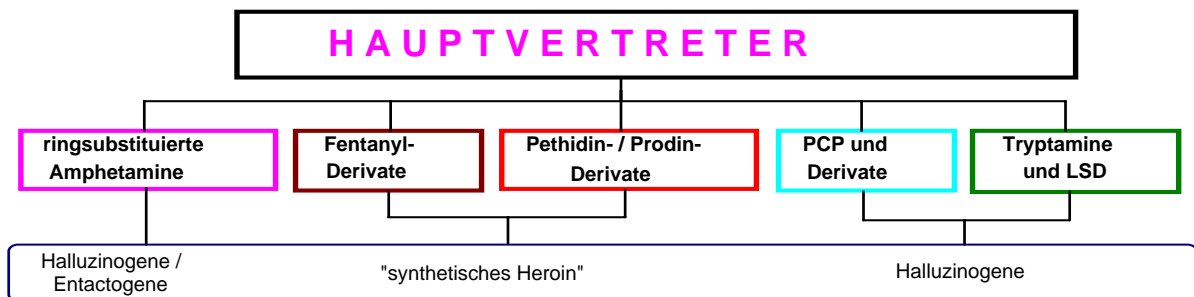 H A U P T V E R T R E T E R
ringsubstituierte
Amphetamine
Fentanyl-
Derivate
Pethidin- / Prodin-
Derivate
PCP und
Derivate
Tryptamine
und LSD
Halluzinogene /
Entactogene
"synthetisches Heroin"
Halluzinogene